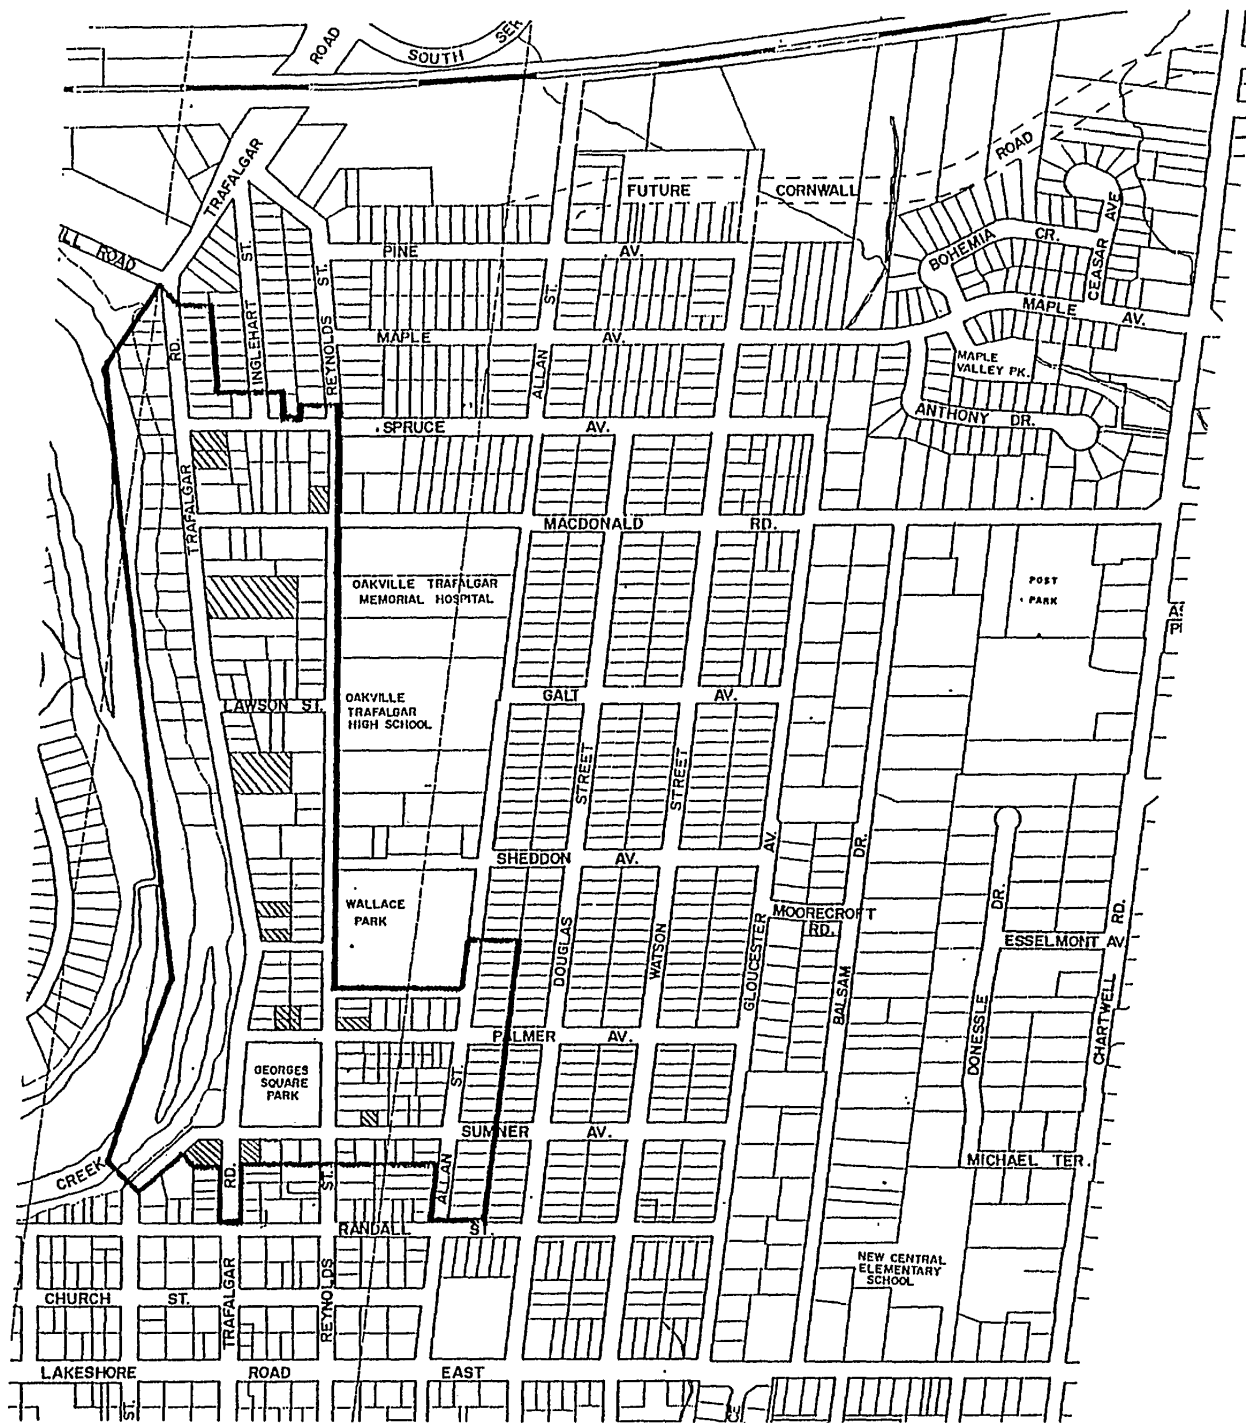 ROAD
SOUTH SER
TRAFALGAR
ROAD
FUTURE CORNWALL
ROAD
ILL ROAD
PINE AV.
BOHEMIA CR.
CEASAR AVE
ST.
ST.
ST.
MAPLE AV.
MAPLE AV.
RD.
INGLEHART
REYNOLDS
ALLAN
MAPLE
VALLEY PK.
ANTHONY DR.
SPRUCE AV.
TRAFALGAR
MACDONALD RD.
OAKVILLE TRAFALGAR
MEMORIAL HOSPITAL
POST
PARK
GALT AV.
LAWSON ST.
OAKVILLE
TRAFALGAR
HIGH SCHOOL
STREET
STREET
AV.
DR.
SHEDDON AV.
WALLACE
PARK
DOUGLAS
WATSON
GLOUCESTER
MOORECROFT
RD.
BALSAM
DR.
DONESSLE
ESSELMONT AV.
RD.
CHARTWELL
PALMER AV.
GEORGES
SQUARE
PARK
ST.
SUMNER AV.
MICHAEL TER.
CREEK
RD.
ST.
ALLAN
RANDALL ST.
NEW CENTRAL
ELEMENTARY
SCHOOL
CHURCH ST.
TRAFALGAR
REYNOLDS
LAKESHORE ROAD EAST
ST.